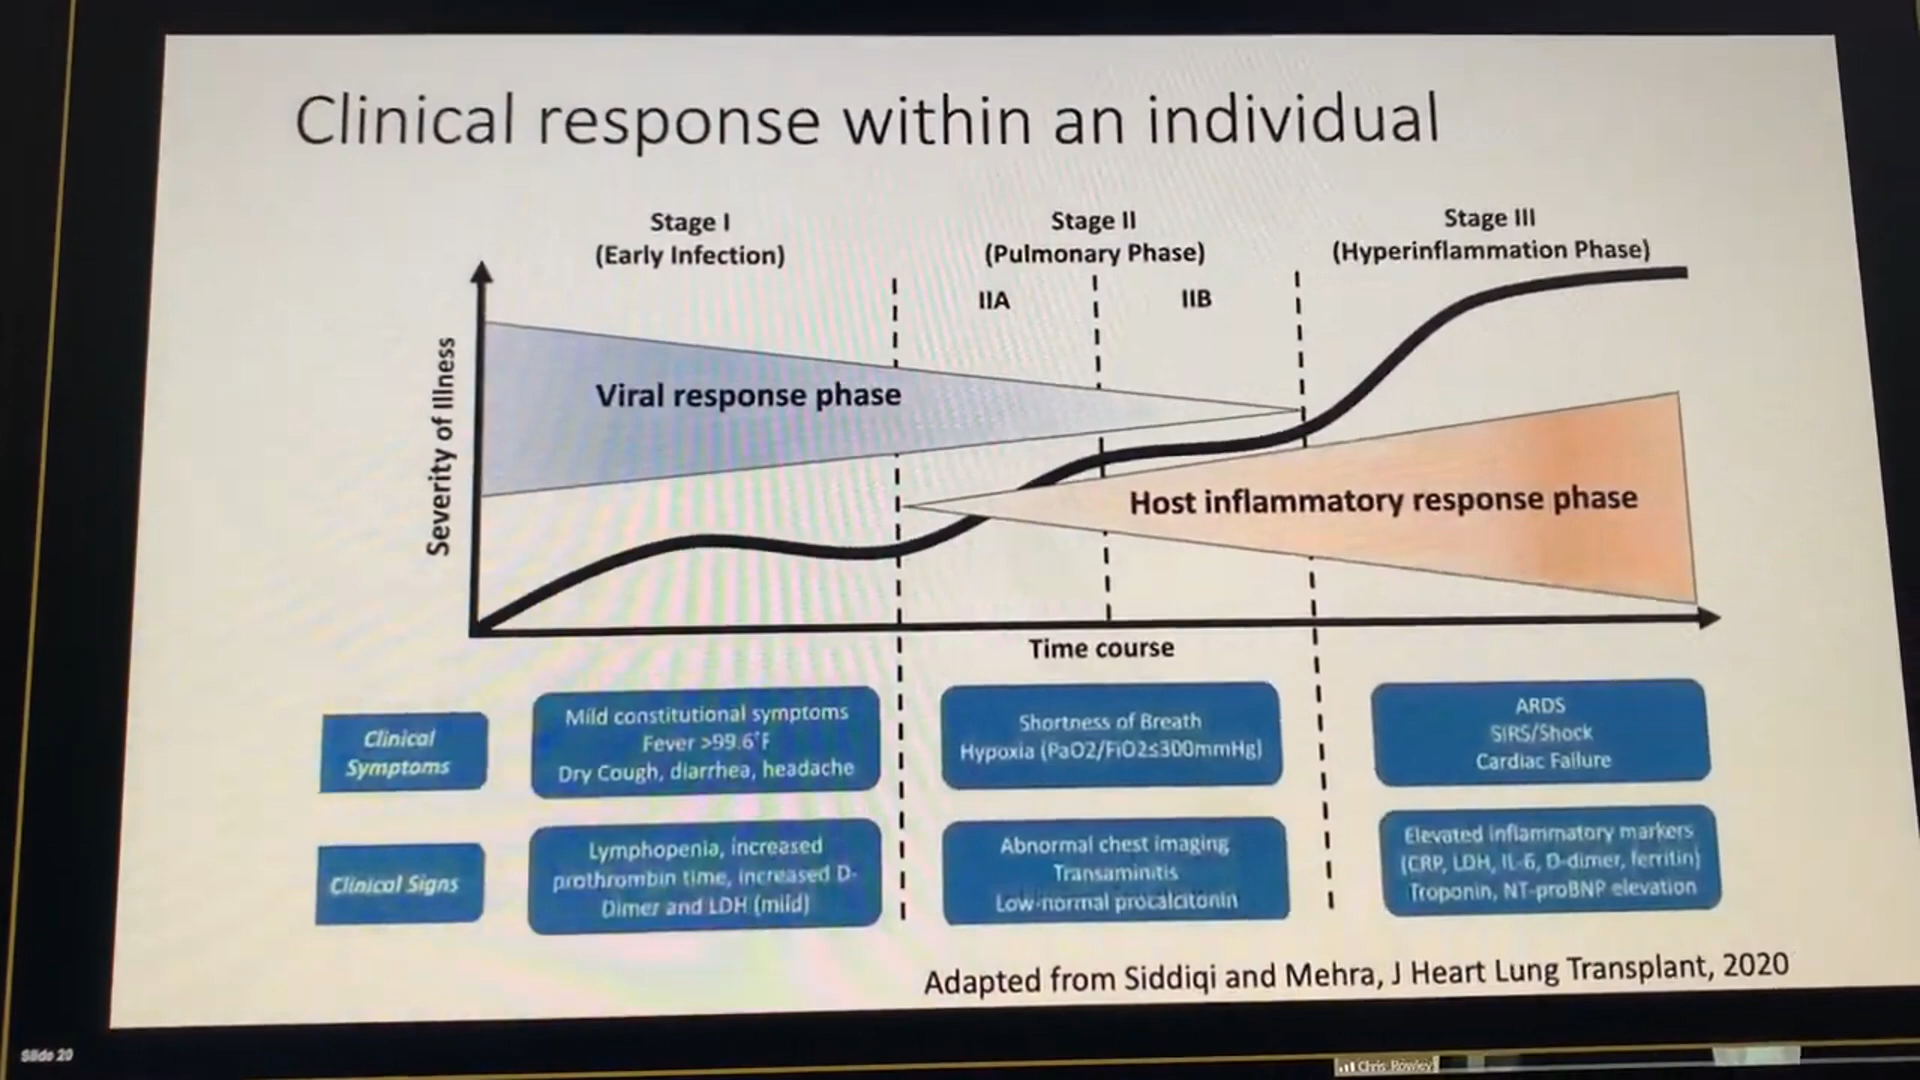 Clinical response within an individual
Stage I
(Early Infection)
Stage II
(Pulmonary Phase)
Stage III
(Hyperinflammation Phase)
IIA
IIB
Severity of Illness
Viral response phase
Host inflammatory response phase
Time course
Clinical
Symptoms
Mild constitutional symptoms
Fever >99.6°F
Dry Cough, diarrhea, headache
Shortness of Breath
Hypoxia (PaO2/FiO2≤300mmHg)
ARDS
SIRS/Shock
Cardiac Failure
Clinical Signs
Lymphopenia, increased
prothrombin time, increased D-
Dimer and LDH (mild)
Abnormal chest imaging
Transaminitis
Low-normal procalcitonin
Elevated inflammatory markers
(CRP, LDH, IL-6, D-dimer, ferritin)
Troponin, NT-proBNP elevation
Adapted from Siddiqi and Mehra, J Heart Lung Transplant, 2020
Slide 20
Chris Rowley